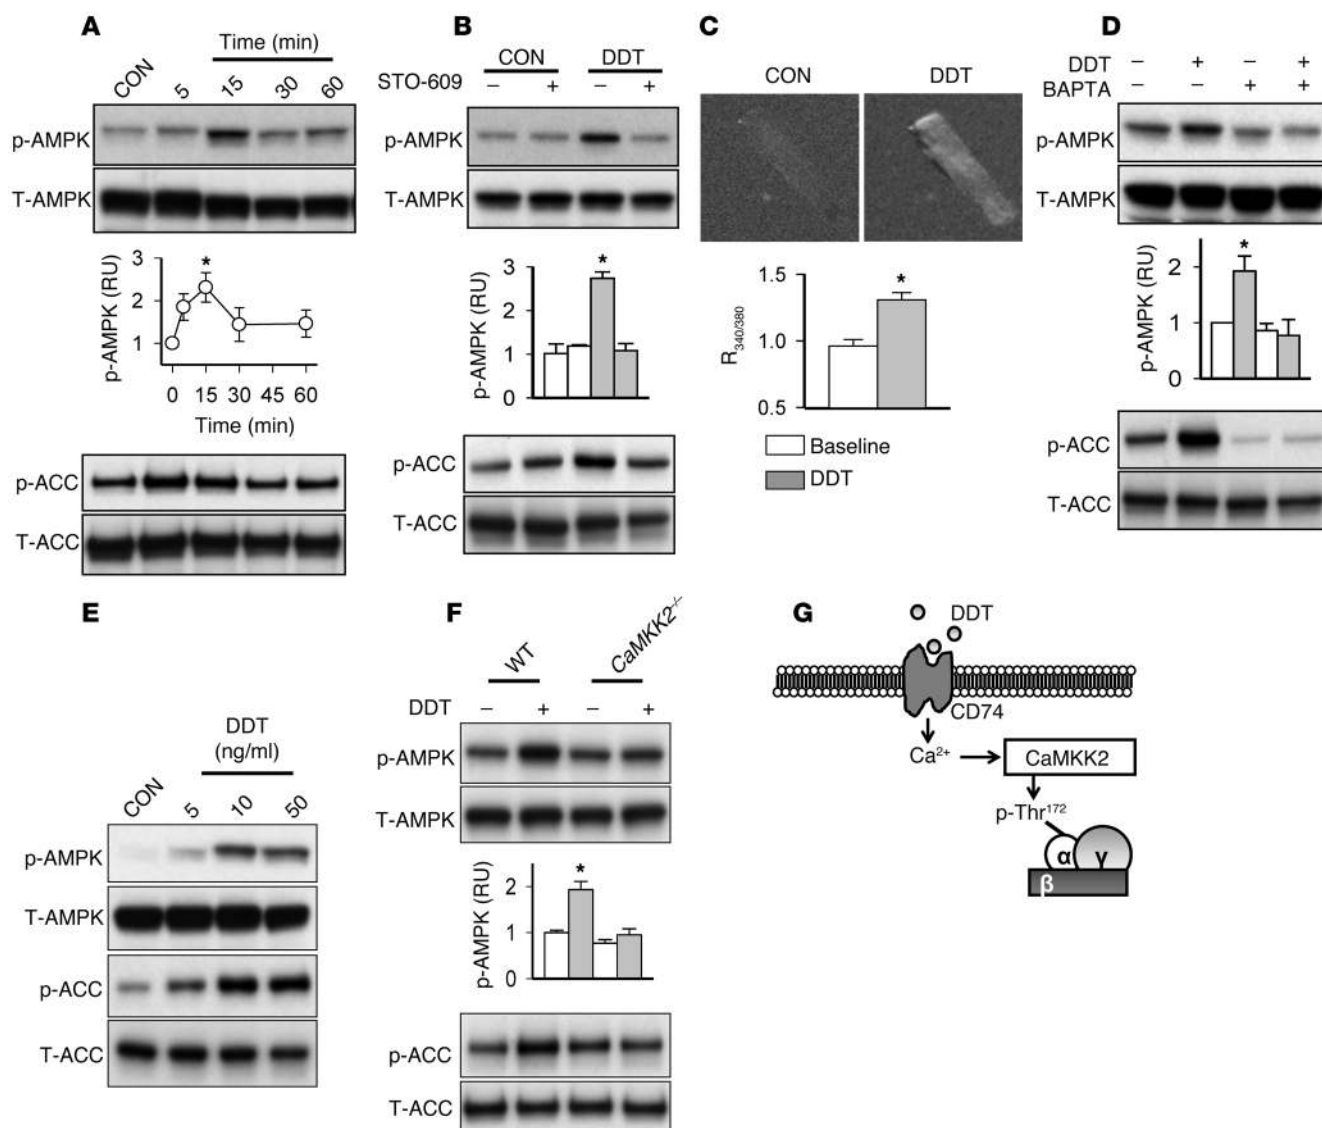 A
Time (min)
CON 5 15 30 60
p-AMPK
T-AMPK
p-AMPK (RU)
3
2
1
0 15 30 45 60
Time (min)
p-ACC
T-ACC
B
CON DDT
STO-609 – + – +
p-AMPK
T-AMPK
p-AMPK (RU)
3
*
2
1
0
p-ACC
T-ACC
C
CON DDT
R340/380
1.5
*
1.0
0.5
Baseline
DDT
D
DDT – + – +
BAPTA – – + +
p-AMPK
T-AMPK
p-AMPK (RU)
*
2
1
0
p-ACC
T-ACC
E
DDT
(ng/ml)
CON 5 10 50
p-AMPK
T-AMPK
p-ACC
T-ACC
F
WT CaMKK2-/-
DDT – + – +
p-AMPK
T-AMPK
p-AMPK (RU)
*
2
1
0
p-ACC
T-ACC
G
DDT
CD74
Ca2+
CaMKK2
p-Thr172
α γ
β